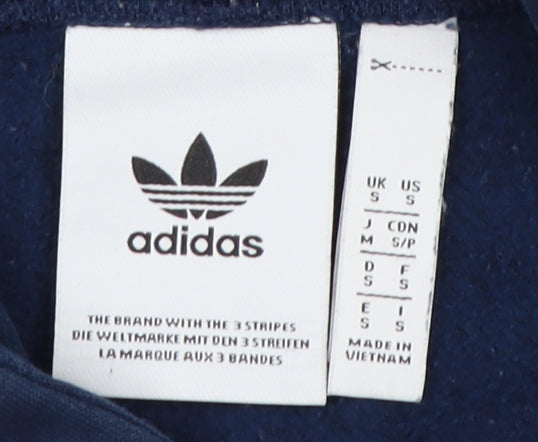 adidas
THE BRAND WITH THE 3 STRIPES
DIE WELTMARKE MIT DEN 3 STREIFEN
LA MARQUE AUX 3 BANDES
UK US
S S
J CDN
M S/P
D F
S S
E I
S S
MADE IN
VIETNAM